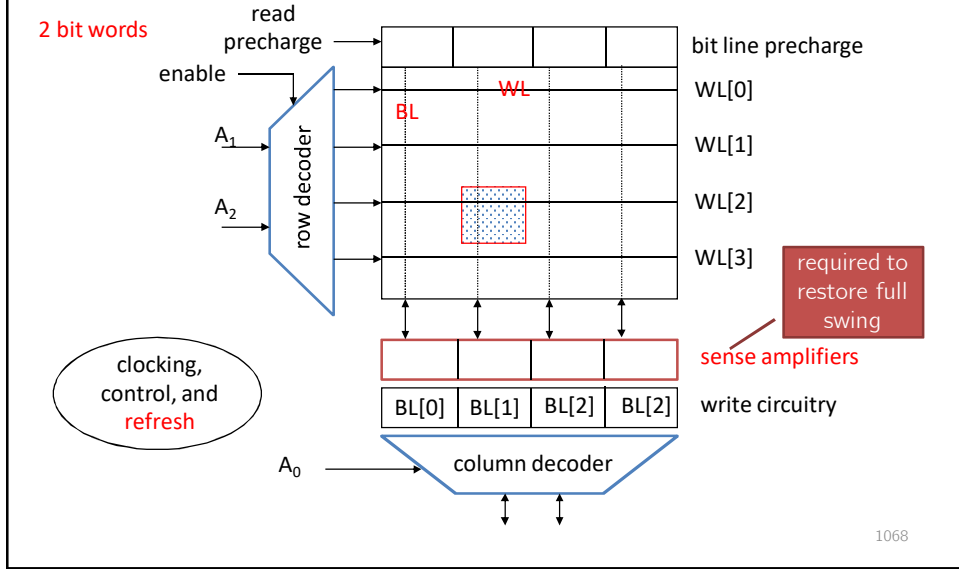 2 bit words
read
precharge
bit line precharge
enable
WL
WL[0]
BL
A₁
WL[1]
row decoder
A₂
WL[2]
WL[3]
required to
restore full
swing
sense amplifiers
clocking,
control, and
refresh
BL[0] BL[1] BL[2] BL[2]
write circuitry
A₀
column decoder
1068